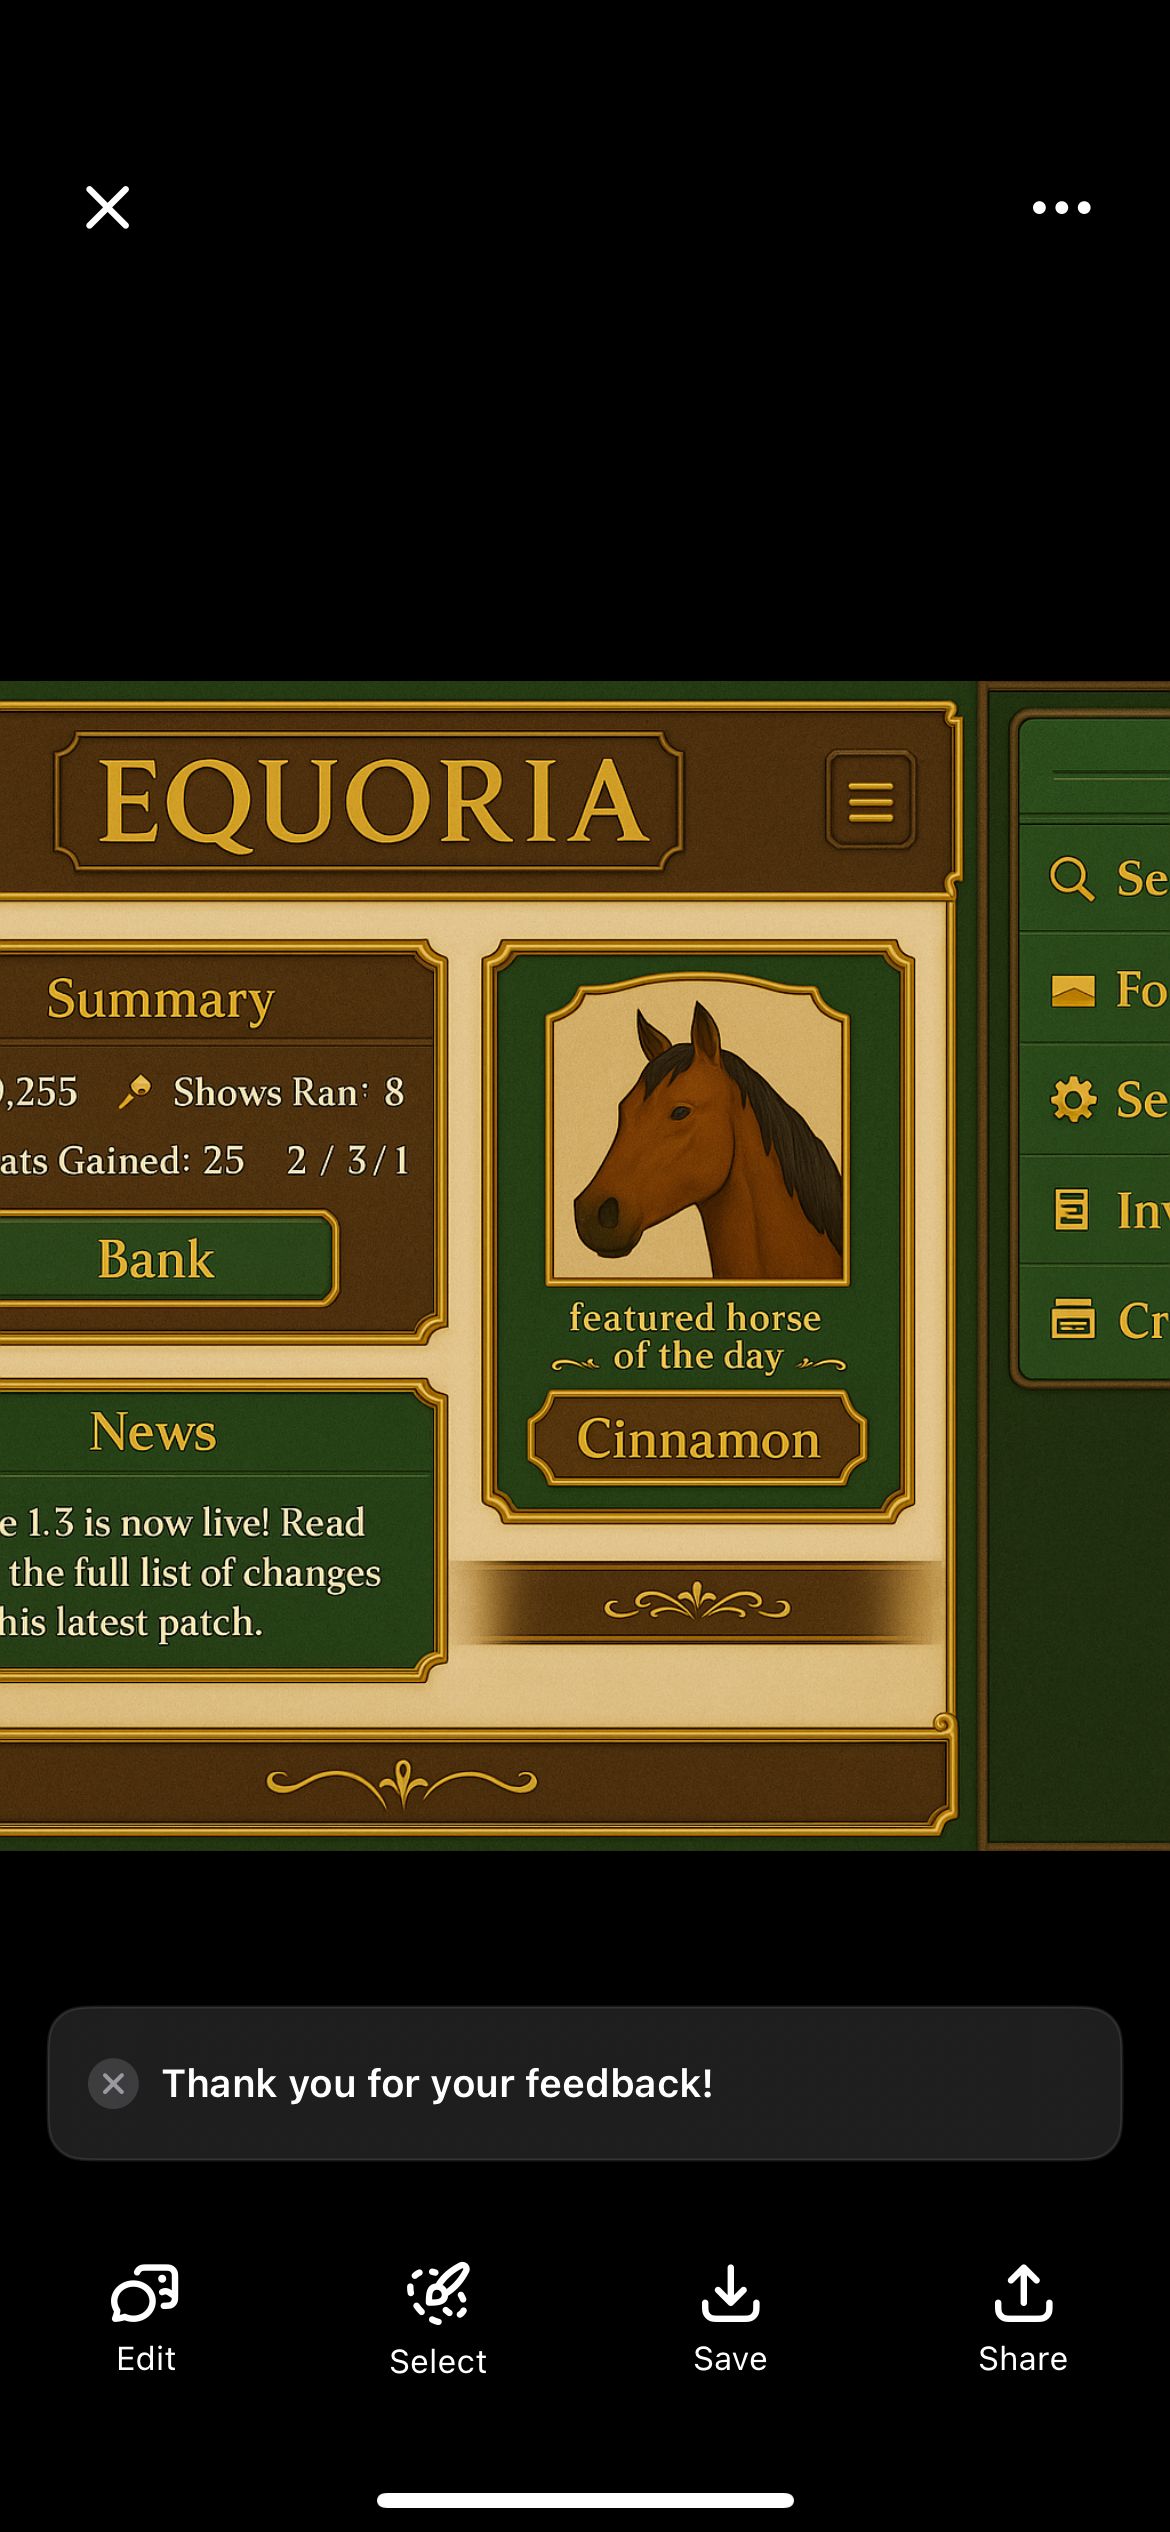 EQUORIA
Summary
,255 Shows Ran: 8
ats Gained: 25 2 / 3/1
Bank
News
e 1.3 is now live! Read
the full list of changes
his latest patch.
featured horse
of the day
Cinnamon
Se
Fo
Se
Inv
Cr
Thank you for your feedback!
Edit Select Save Share